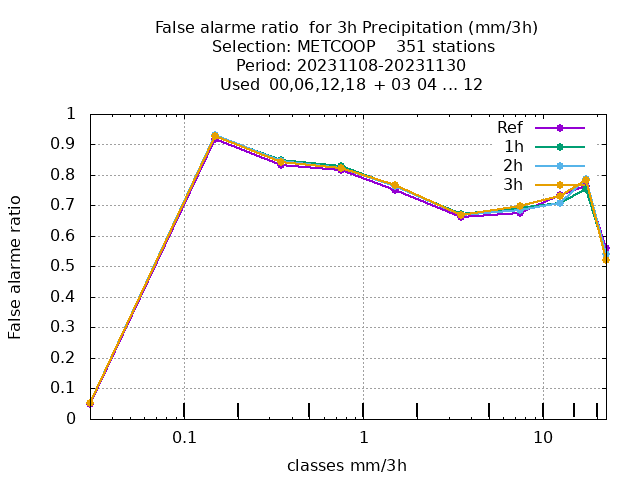 False alarme ratio  for 3h Precipitation (mm/3h)
Selection: METCOOP    351 stations
Period: 20231108-20231130
Used  00,06,12,18  + 03 04 ... 12
1
0.9
0.8
0.7
0.6
0.5
0.4
0.3
0.2
0.1
0
False alarme ratio
Ref
1h
2h
3h
0.1
1
10
classes mm/3h